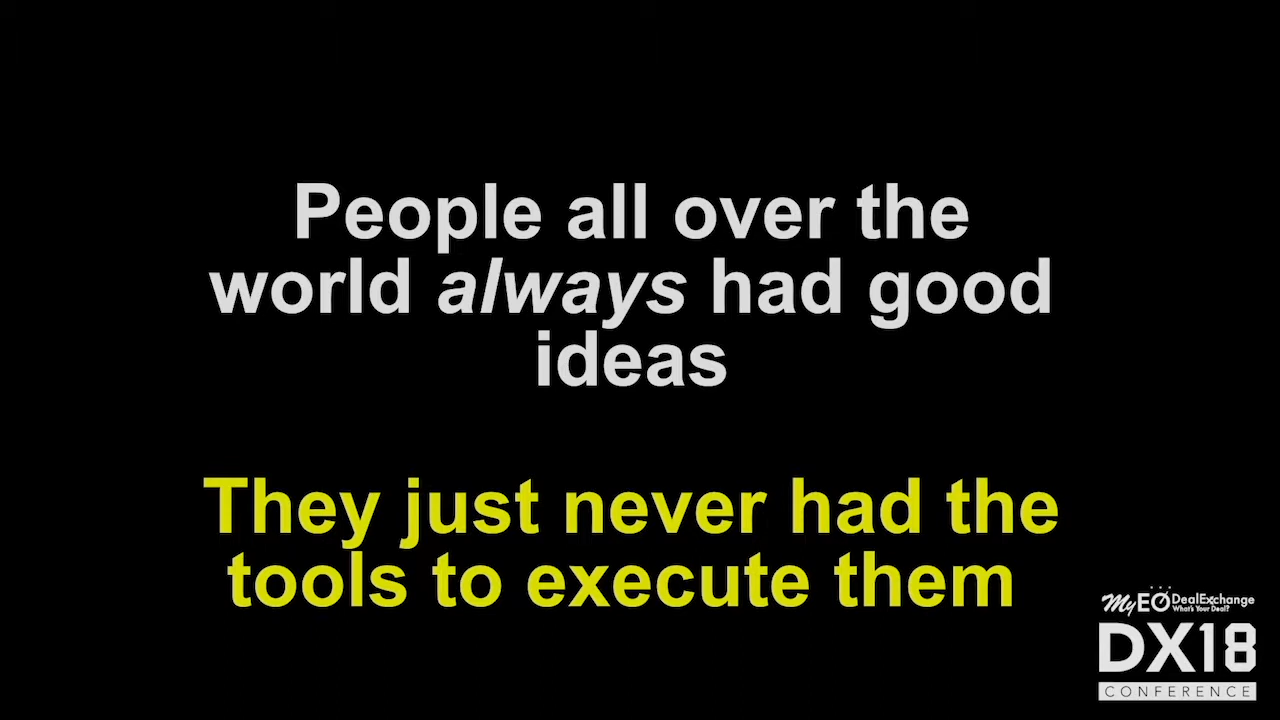 People all over the
world always had good
ideas
They just never had the
tools to execute them
MyEO DealExchange
What's Your Deal?
DX18
CONFERENCE